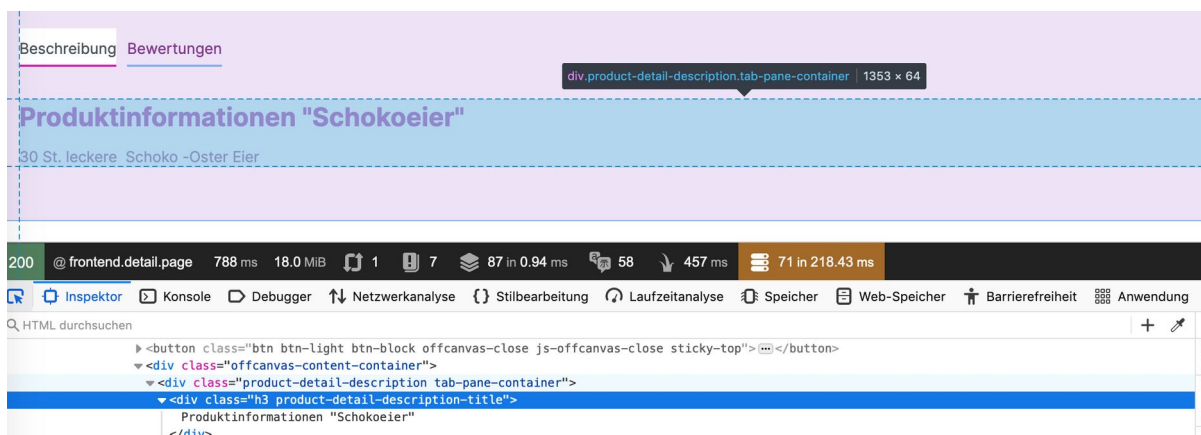 Beschreibung Bewertungen
div.product-detail-description.tab-pane-container 1353 × 64
Produktinformationen "Schokoeier"
30 St. leckere Schoko -Oster Eier
200 @ frontend.detail.page 788 ms 18.0 MiB 1 7 87 in 0.94 ms 58 457 ms 71 in 218.43 ms
Inspektor Konsole Debugger Netzwerkanalyse {} Stilbearbeitung Laufzeitanalyse Speicher Web-Speicher Barrierefreiheit Anwendung
HTML durchsuchen
<button class="btn btn-light btn-block offcanvas-close js-offcanvas-close sticky-top">…</button>
<div class="offcanvas-content-container">
<div class="product-detail-description tab-pane-container">
<div class="h3 product-detail-description-title">
Produktinformationen "Schokoeier"
</div>